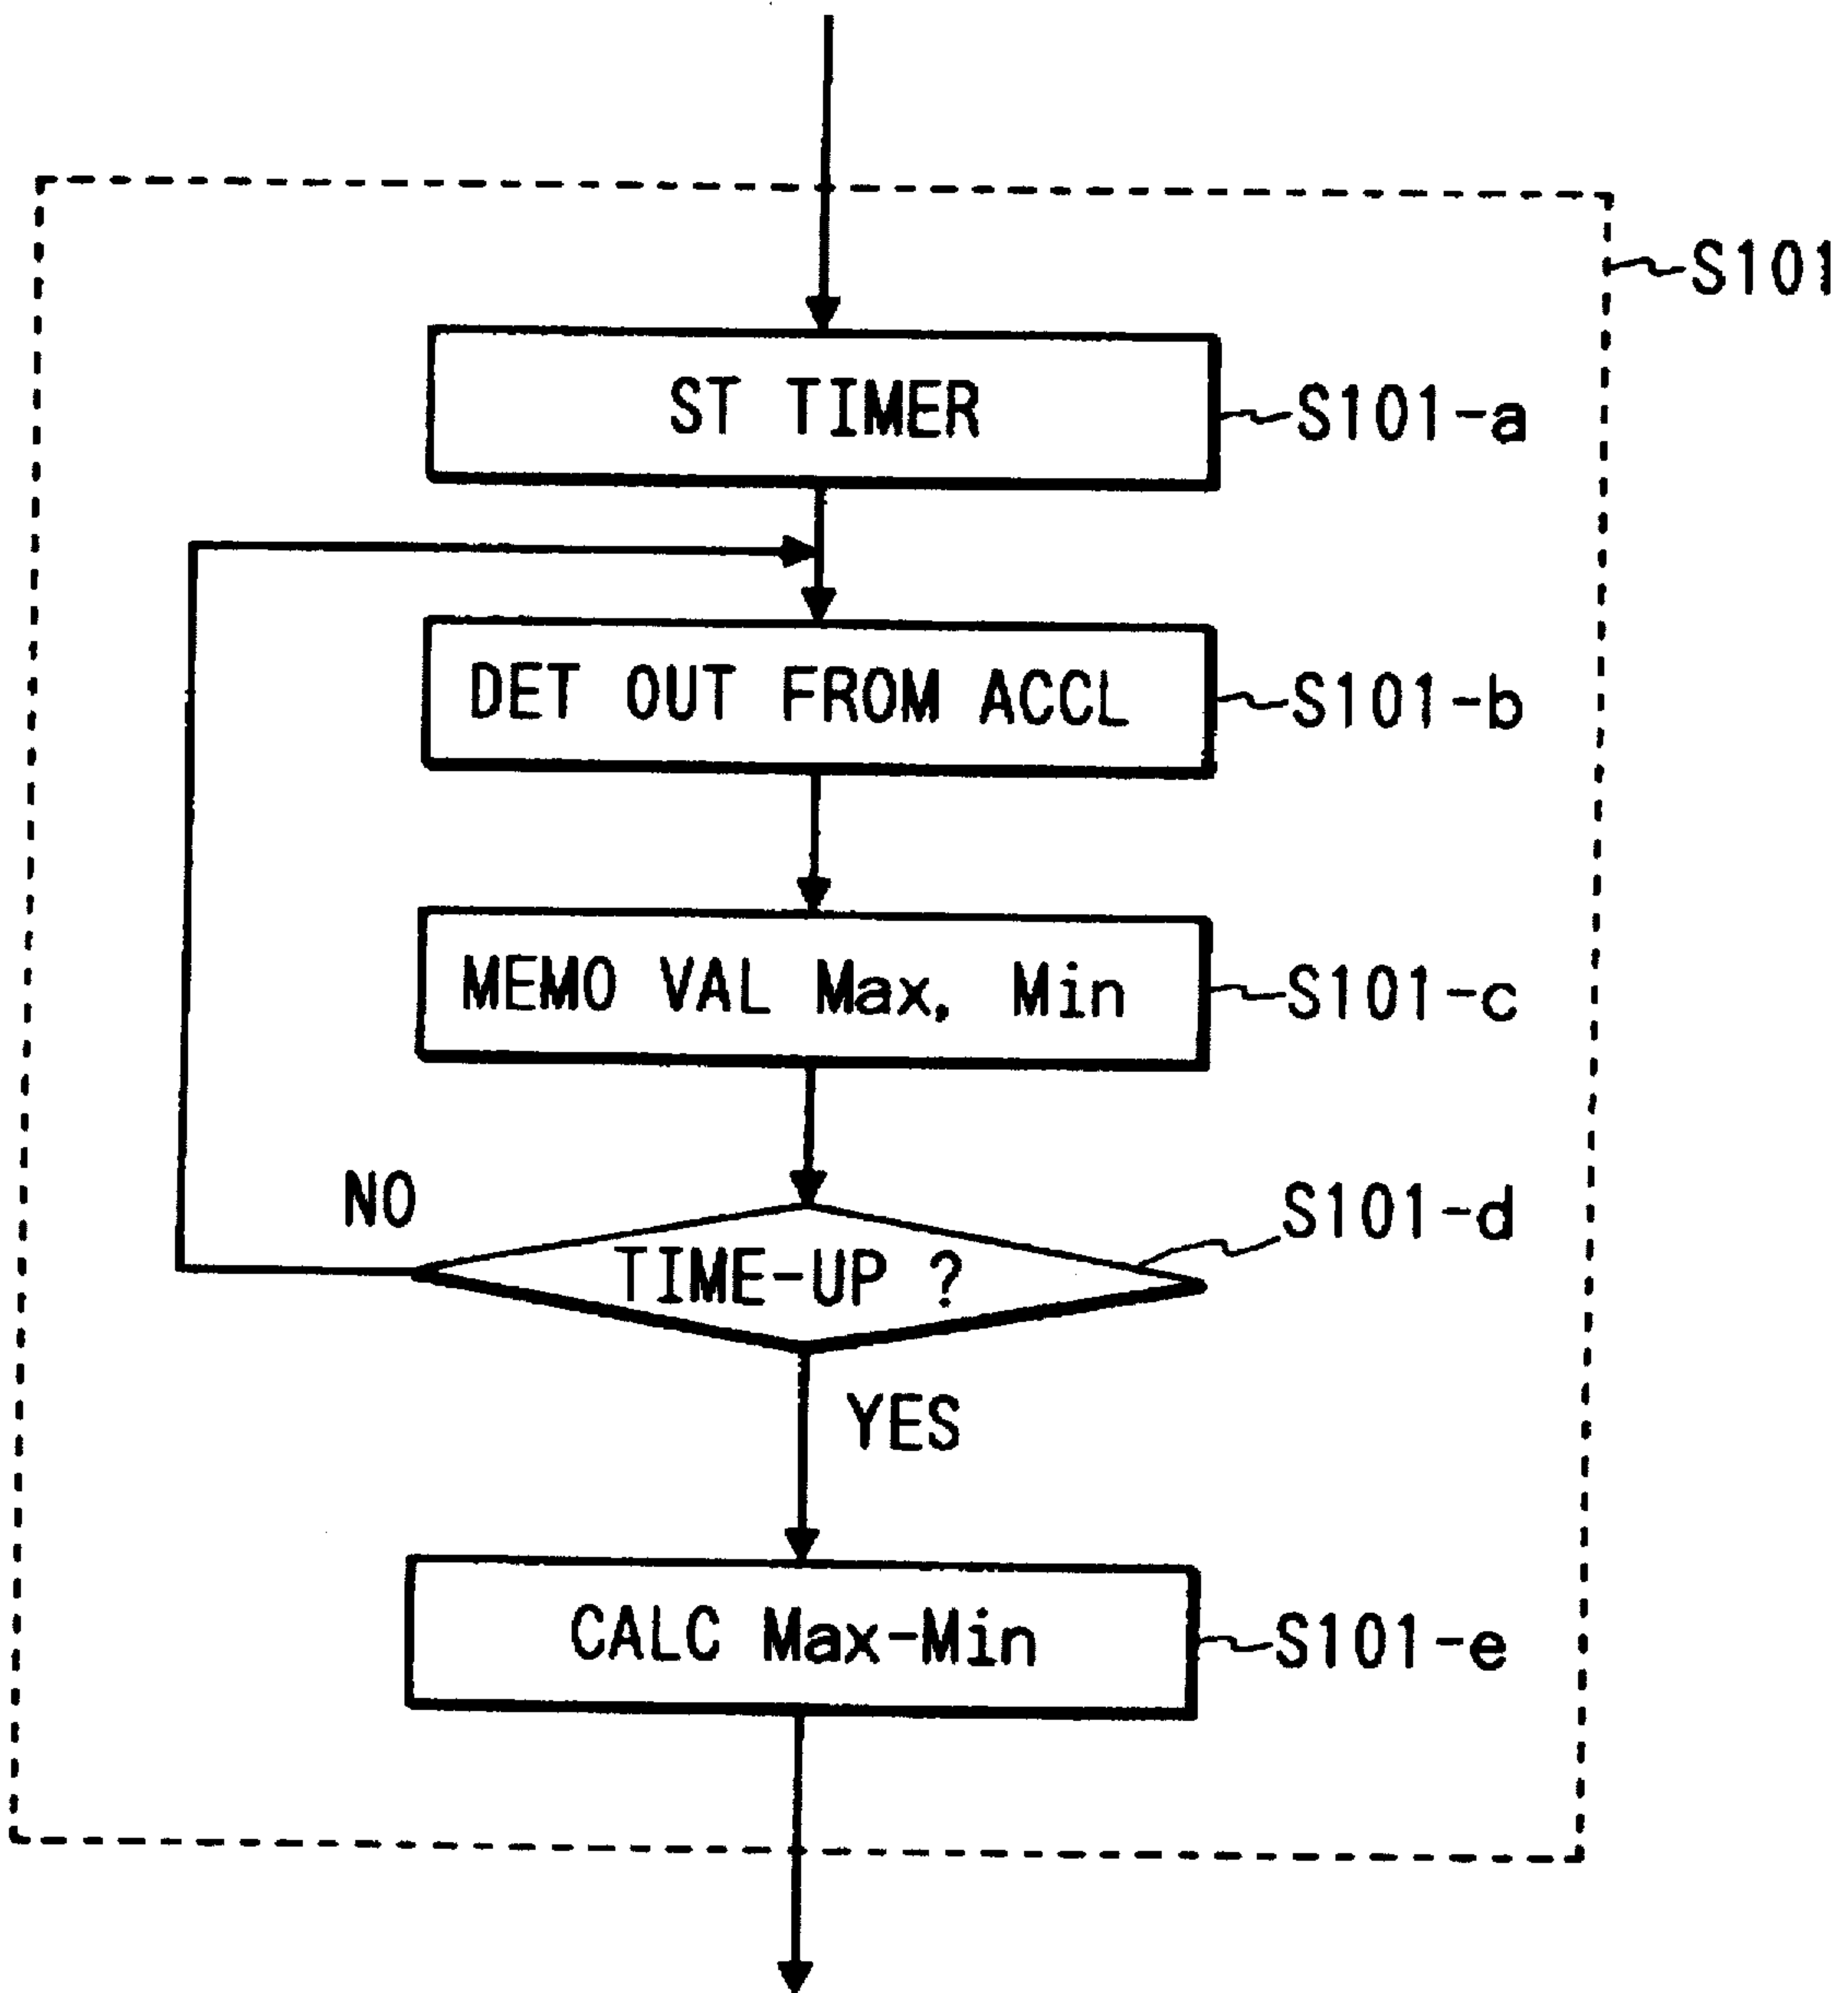 S101
ST TIMER
S101-a
DET OUT FROM ACCL
S101-b
MEMO VAL Max, Min
S101-c
NO
S101-d
TIME-UP ?
YES
CALC Max-Min
S101-e